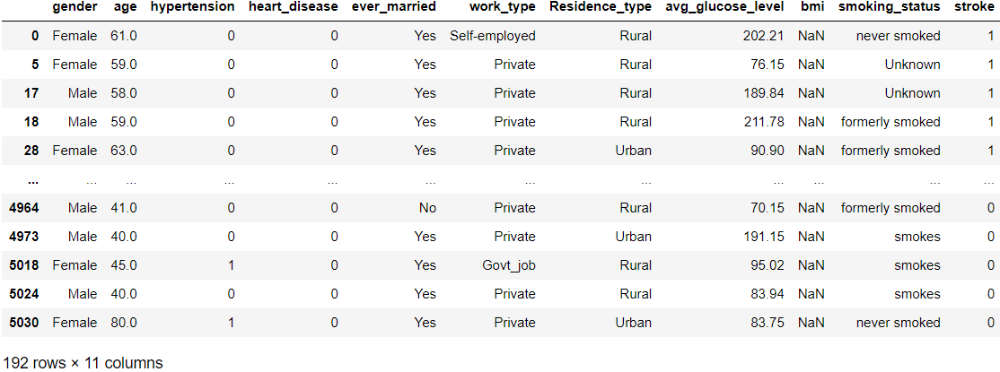 gender age hypertension heart_disease ever_married work_type Residence_type avg_glucose_level bmi smoking_status stroke
0 Female 61.0 0 0 Yes Self-employed Rural 202.21 NaN never smoked 1
5 Female 59.0 0 0 Yes Private Rural 76.15 NaN Unknown 1
17 Male 58.0 0 0 Yes Private Rural 189.84 NaN Unknown 1
18 Male 59.0 0 0 Yes Private Rural 211.78 NaN formerly smoked 1
28 Female 63.0 0 0 Yes Private Urban 90.90 NaN formerly smoked 1
... ... ... ... ... ... ... ... ... ... ... ...
4964 Male 41.0 0 0 No Private Rural 70.15 NaN formerly smoked 0
4973 Male 40.0 0 0 Yes Private Urban 191.15 NaN smokes 0
5018 Female 45.0 1 0 Yes Govt_job Rural 95.02 NaN smokes 0
5024 Male 40.0 0 0 Yes Private Rural 83.94 NaN smokes 0
5030 Female 80.0 1 0 Yes Private Urban 83.75 NaN never smoked 0
192 rows × 11 columns